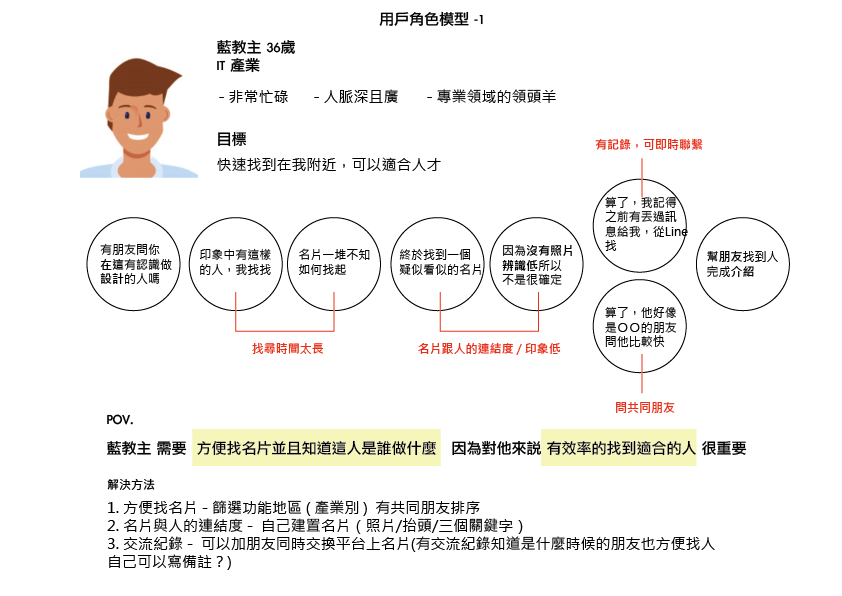 用戶角色模型 -1
藍教主 36歲
IT 產業
- 非常忙碌 - 人脈深且廣 - 專業領域的領頭羊
目標
快速找到在我附近，可以適合人才
有記錄，可即時聯繫
有朋友問你
在這有認識做
設計的人嗎
印象中有這樣
的人，我找找
名片一堆不知
如何找起
終於找到一個
疑似看似的名片
因為沒有照片
辨識低所以
不是很確定
算了，我記得
之前有丟過訊
息給我，從Line
找
算了，他好像
是〇〇的朋友
問他比較快
幫朋友找到人
完成介紹
找尋時間太長
名片跟人的連結度 / 印象低
問共同朋友
POV.
藍教主 需要 方便找名片並且知道這人是誰做什麼 因為對他來説 有效率的找到適合的人 很重要
解決方法
1. 方便找名片 - 篩選功能地區 ( 產業別 ) 有共同朋友排序
2. 名片與人的連結度 - 自己建置名片 ( 照片/抬頭/三個關鍵字 )
3. 交流紀錄 - 可以加朋友同時交換平台上名片(有交流紀錄知道是什麼時候的朋友也方便找人
自己可以寫備註？)